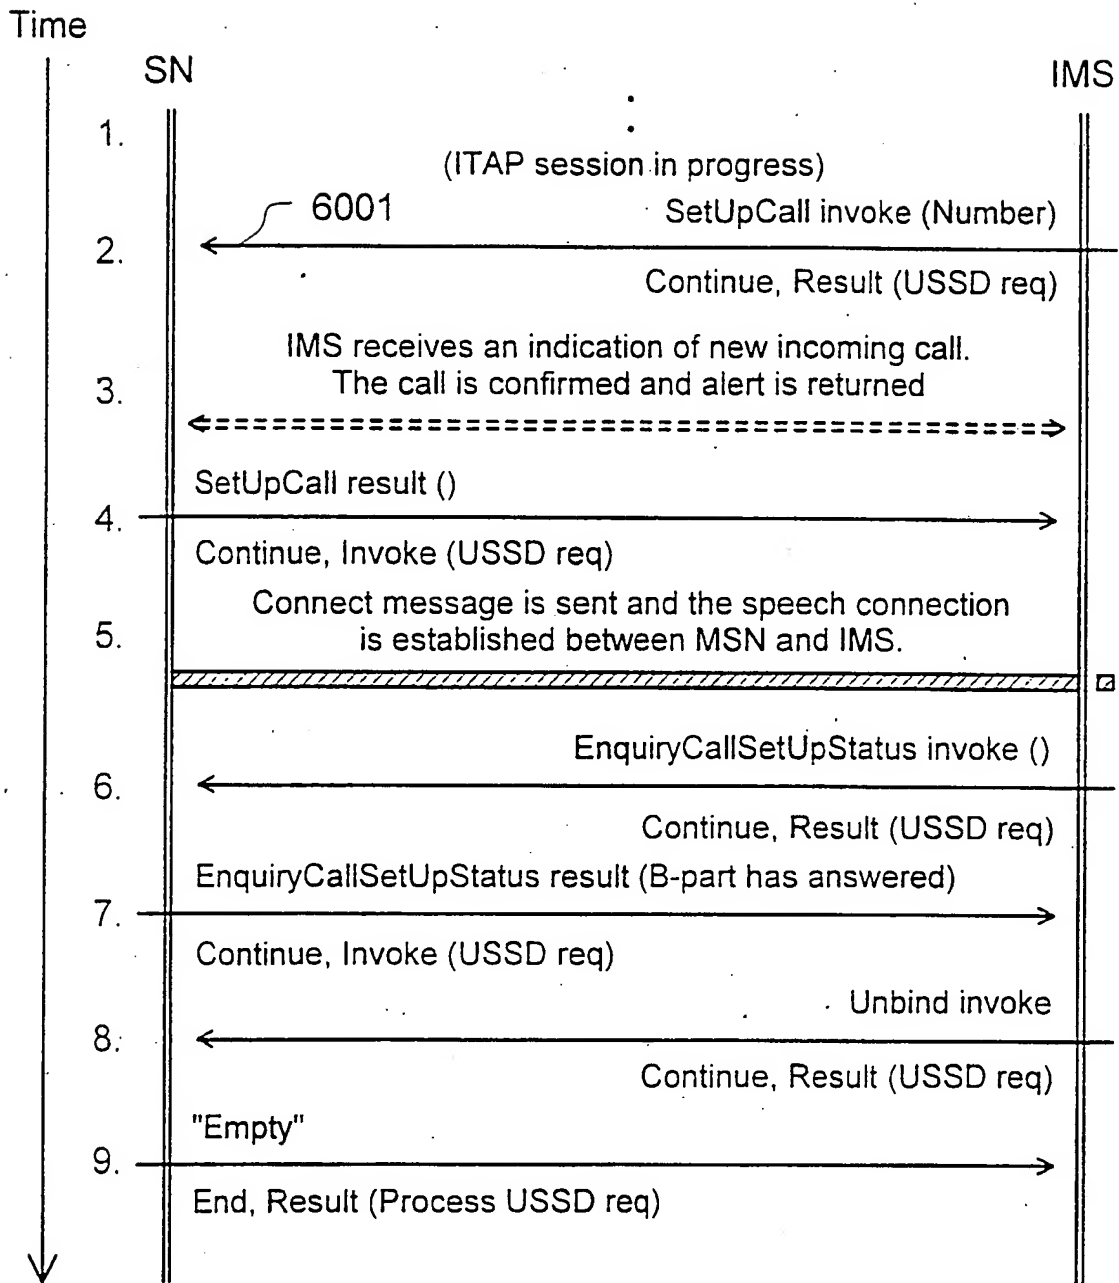 Time
SN
IMS
1.
(ITAP session in progress)
6001
SetUpCall invoke (Number)
2.
Continue, Result (USSD req)
IMS receives an indication of new incoming call.
3.
The call is confirmed and alert is returned
SetUpCall result ()
4.
Continue, Invoke (USSD req)
Connect message is sent and the speech connection
5.
is established between MSN and IMS.
EnquiryCallSetUpStatus invoke ()
6.
Continue, Result (USSD req)
EnquiryCallSetUpStatus result (B-part has answered)
7.
Continue, Invoke (USSD req)
Unbind invoke
8.
Continue, Result (USSD req)
"Empty"
9.
End, Result (Process USSD req)